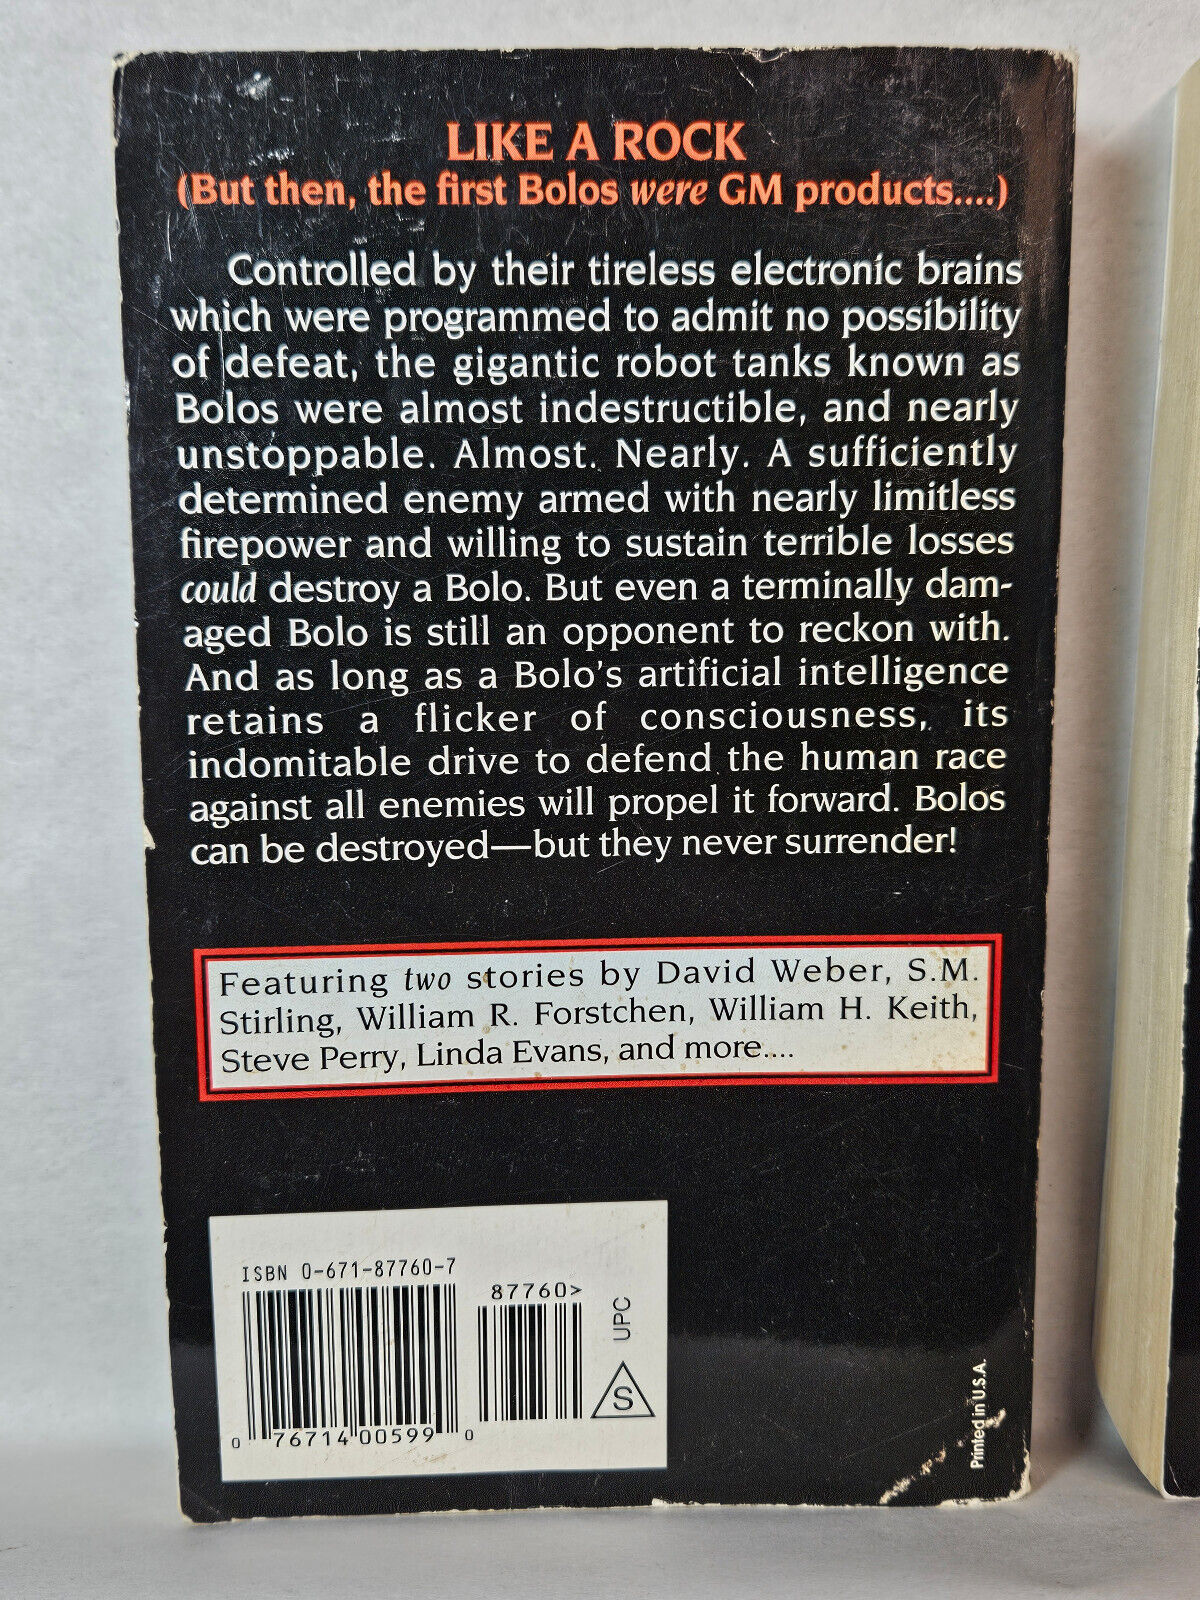 LIKE A ROCK
(But then, the first Bolos were GM products....)
Controlled by their tireless electronic brains
which were programmed to admit no possibility
of defeat, the gigantic robot tanks known as
Bolos were almost indestructible, and nearly
unstoppable. Almost. Nearly. A sufficiently
determined enemy armed with nearly limitless
firepower and willing to sustain terrible losses
could destroy a Bolo. But even a terminally dam-
aged Bolo is still an opponent to reckon with.
And as long as a Bolo's artificial intelligence
retains a flicker of consciousness, its
indomitable drive to defend the human race
against all enemies will propel it forward. Bolos
can be destroyed—but they never surrender!
Featuring two stories by David Weber, S.M.
Stirling, William R. Forstchen, William H. Keith,
Steve Perry, Linda Evans, and more....
ISBN 0-671-87760-7
87760>
UPC
S
0 76714 00599 0
Printed in U.S.A.